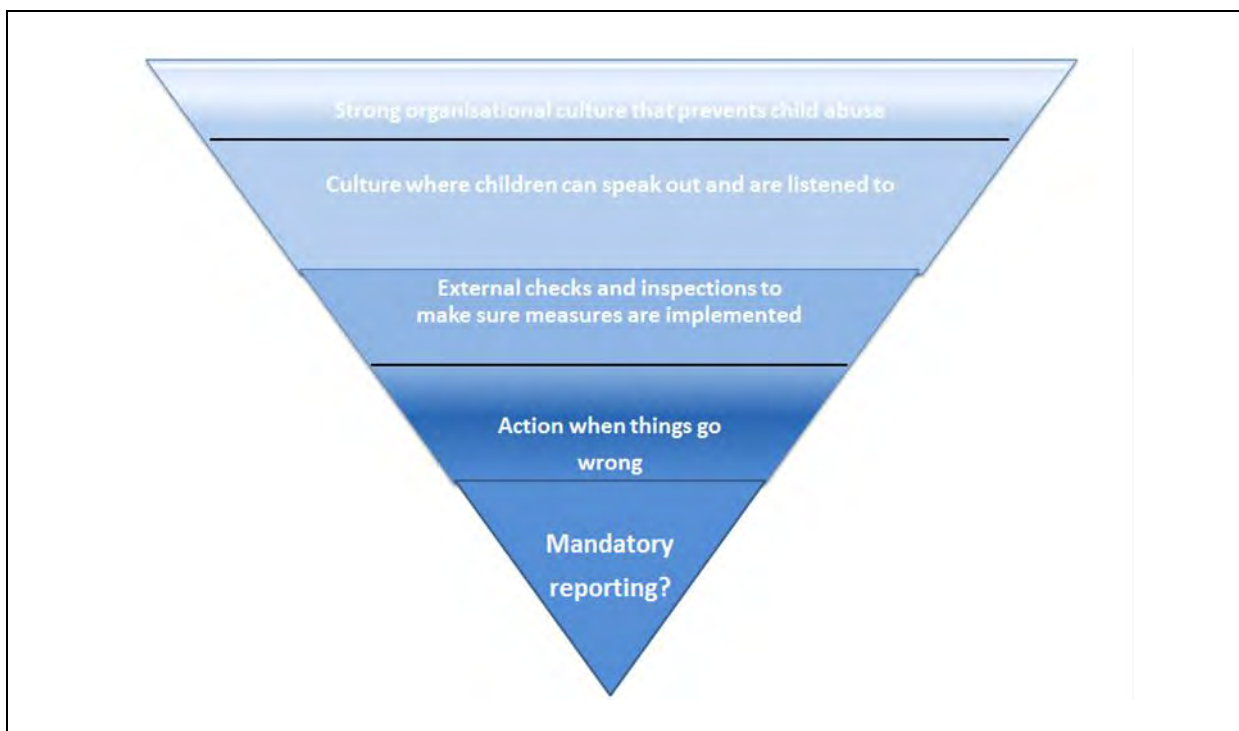 Strong organisational culture that prevents child abuse
Culture where children can speak out and are listened to
External checks and inspections to
make sure measures are implemented
Action when things go
wrong
Mandatory
reporting?